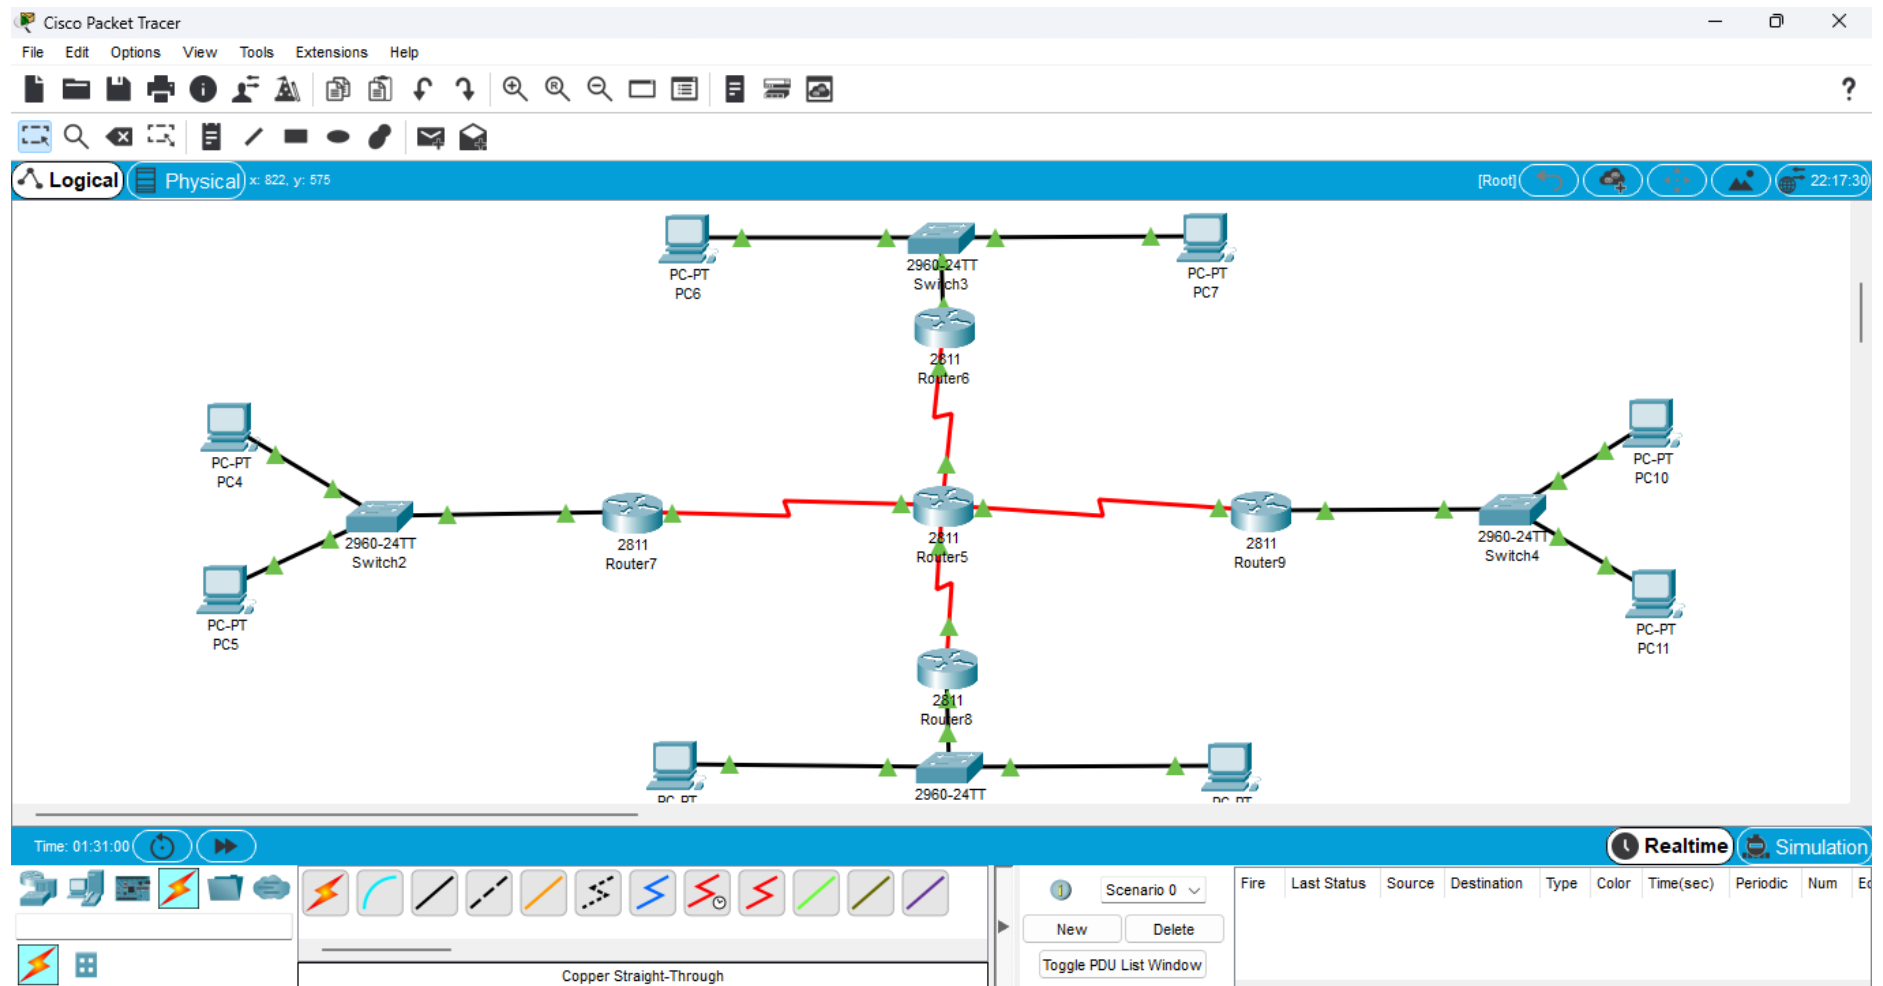 Cisco Packet Tracer
File Edit Options View Tools Extensions Help
Logical Physical x: 822, y: 575 [Root] 22:17:30
PC-PT
PC6
2960-24TT
Switch3
PC-PT
PC7
2811
Router6
PC-PT
PC4
PC-PT
PC10
2960-24TT
Switch2
2811
Router7
2811
Router5
2811
Router9
2960-24TT
Switch4
PC-PT
PC5
PC-PT
PC11
2811
Router8
PC-PT
2960-24TT
PC-PT
Time: 01:31:00 Realtime Simulation
Scenario 0
New Delete
Toggle PDU List Window
Fire Last Status Source Destination Type Color Time(sec) Periodic Num
Copper Straight-Through